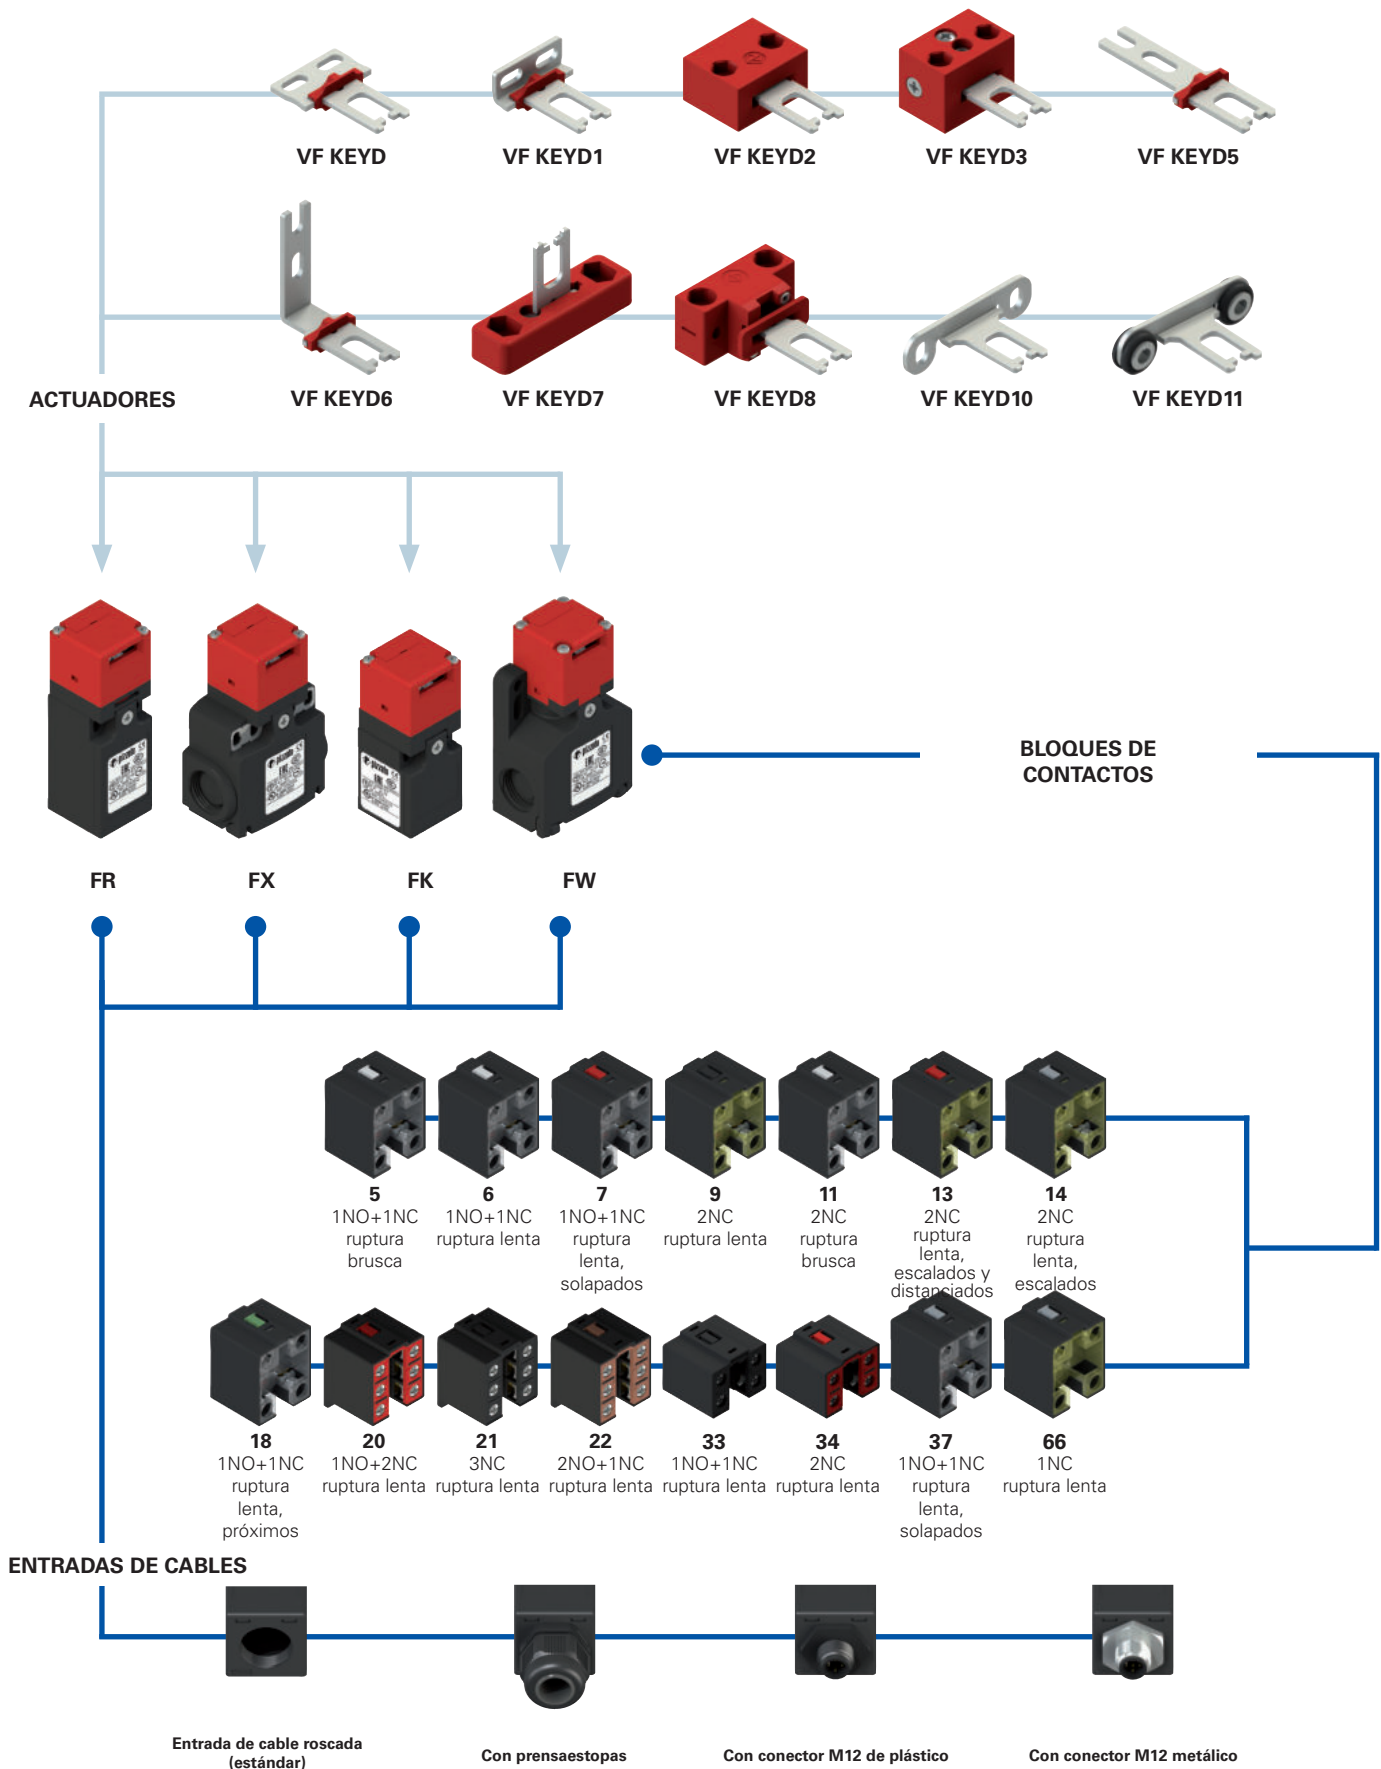 VF KEYD
VF KEYD1
VF KEYD2
VF KEYD3
VF KEYD5
VF KEYD6
VF KEYD7
VF KEYD8
VF KEYD10
VF KEYD11
ACTUADORES
BLOQUES DE
CONTACTOS
FR
FX
FK
FW
5
1NO+1NC
ruptura
brusca
6
1NO+1NC
ruptura lenta
7
1NO+1NC
ruptura
lenta,
solapados
9
2NC
ruptura lenta
11
2NC
ruptura
brusca
13
2NC
ruptura
lenta,
escalados y
distanciados
14
2NC
ruptura
lenta,
escalados
18
1NO+1NC
ruptura
lenta,
próximos
20
1NO+2NC
ruptura lenta
21
3NC
ruptura lenta
22
2NO+1NC
ruptura lenta
33
1NO+1NC
ruptura lenta
34
2NC
ruptura lenta
37
1NO+1NC
ruptura
lenta,
solapados
66
1NC
ruptura lenta
ENTRADAS DE CABLES
Entrada de cable roscada
(estándar)
Con prensaestopas
Con conector M12 de plástico
Con conector M12 metálico